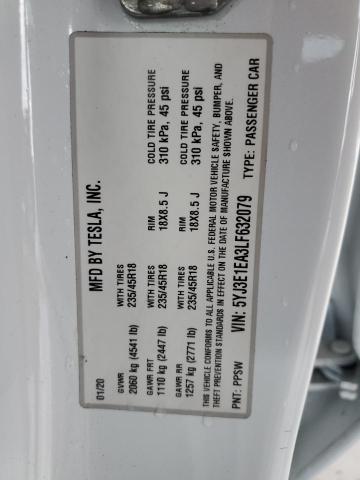 MFD BY TESLA, INC.
01/20
GVWR WITH TIRES RIM COLD TIRE PRESSURE
2060 kg (4541 lb) 235/45R18 18X8.5 J 310 kPa, 45 psi
GAWR FRT WITH TIRES RIM COLD TIRE PRESSURE
1110 kg (2447 lb) 235/45R18 18X8.5 J 310 kPa, 45 psi
GAWR RR WITH TIRES
1257 kg (2771 lb) 235/45R18
THIS VEHICLE CONFORMS TO ALL APPLICABLE U.S. FEDERAL MOTOR VEHICLE SAFETY, BUMPER, AND
THEFT PREVENTION STANDARDS IN EFFECT ON THE DATE OF MANUFACTURE SHOWN ABOVE.
VIN: 5YJ3E1EA3LF632079
PNT: PPSW TYPE: PASSENGER CAR